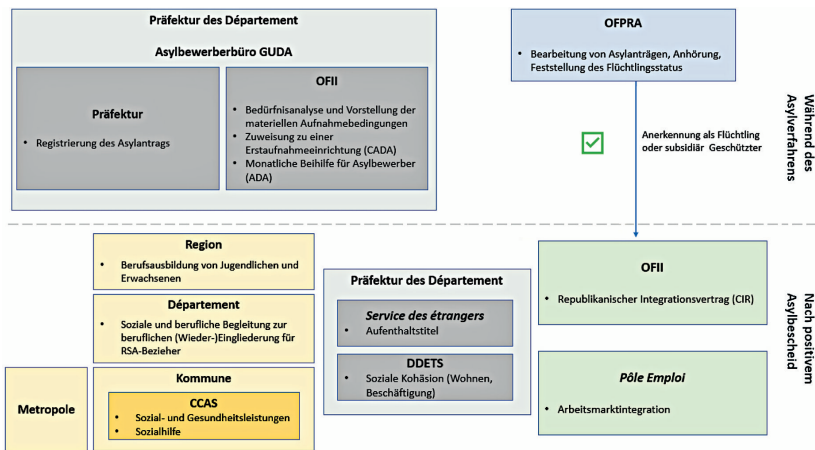 Präfektur des Département
Asylbewerberbüro GUDA
Präfektur
• Registrierung des Asylantrags
OFII
• Bedürfnisanalyse und Vorstellung der
materiellen Aufnahmebedingungen
• Zuweisung zu einer
Erstaufnahmeeinrichtung (CADA)
• Monatliche Beihilfe für Asylbewerber
(ADA)
OFPRA
• Bearbeitung von Asylanträgen, Anhörung,
Feststellung des Flüchtlingsstatus
Anerkennung als Flüchtling
oder subsidiär Geschützter
Während des
Asylverfahrens
Region
• Berufsausbildung von Jugendlichen und
Erwachsenen
Département
• Soziale und berufliche Begleitung zur
beruflichen (Wieder-)Eingliederung für
RSA-Bezieher
Metropole
Kommune
CCAS
• Sozial- und Gesundheitsleistungen
• Sozialhilfe
Präfektur des Département
Service des étrangers
• Aufenthaltstitel
DDETS
• Soziale Kohäsion (Wohnen,
Beschäftigung)
OFII
• Republikanischer Integrationsvertrag (CIR)
Pôle Emploi
• Arbeitsmarktintegration
Nach positivem
Asylbescheid